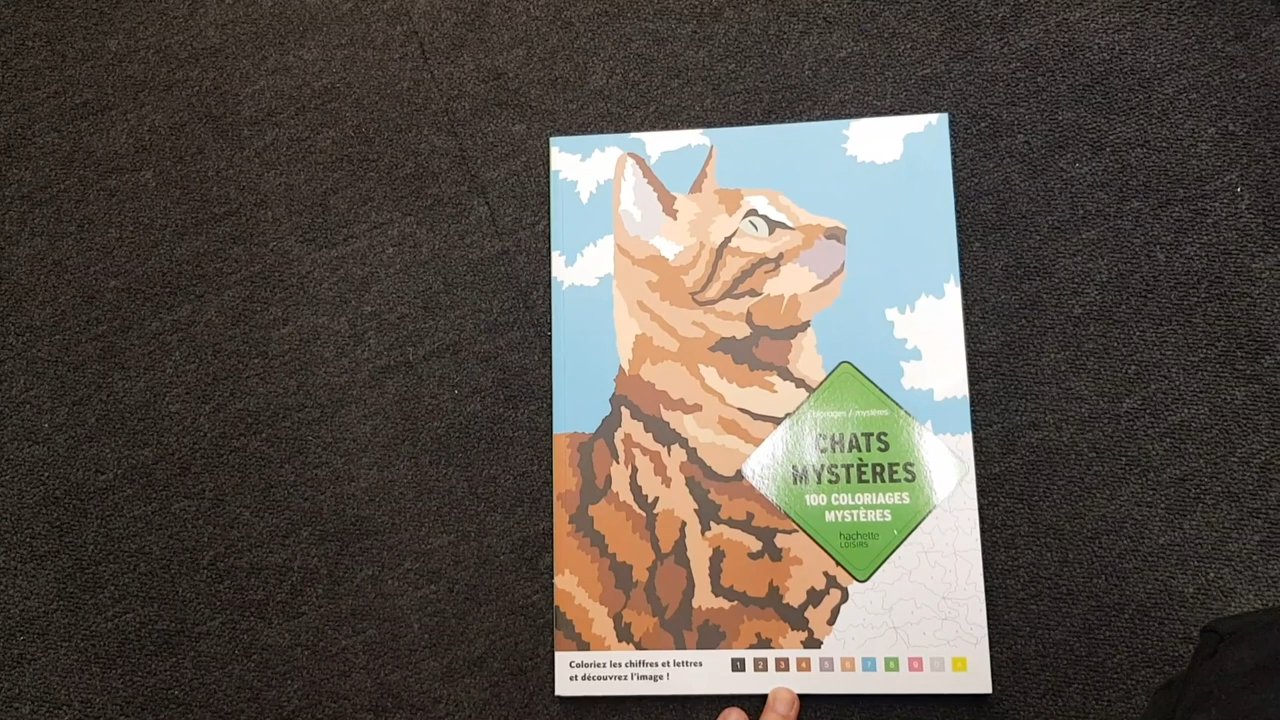 Coloriages / mystères
CHATS
MYSTÈRES
100 COLORIAGES
MYSTÈRES
hachette
LOISIRS
Coloriez les chiffres et lettres
et découvrez l'image !
1 2 3 4 5 6 7 8 9